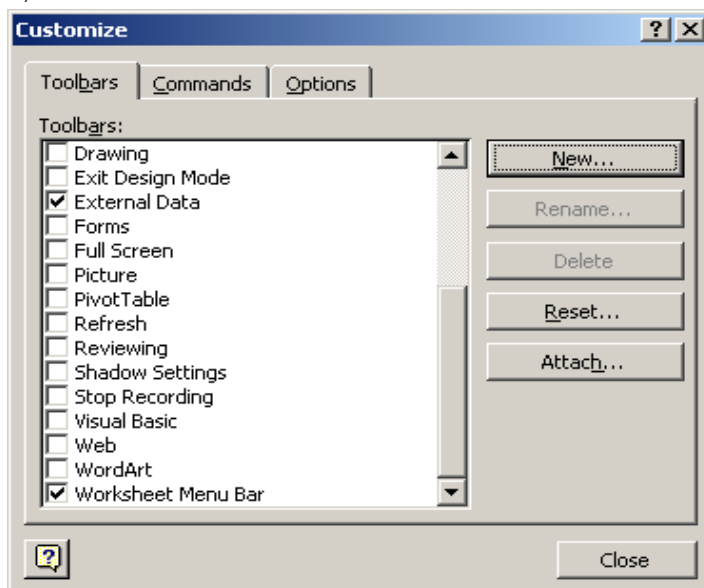 Customize
Toolbars Commands Options
Toolbars:
Drawing
Exit Design Mode
External Data
Forms
Full Screen
Picture
PivotTable
Refresh
Reviewing
Shadow Settings
Stop Recording
Visual Basic
Web
WordArt
Worksheet Menu Bar
New...
Rename...
Delete
Reset...
Attach...
Close